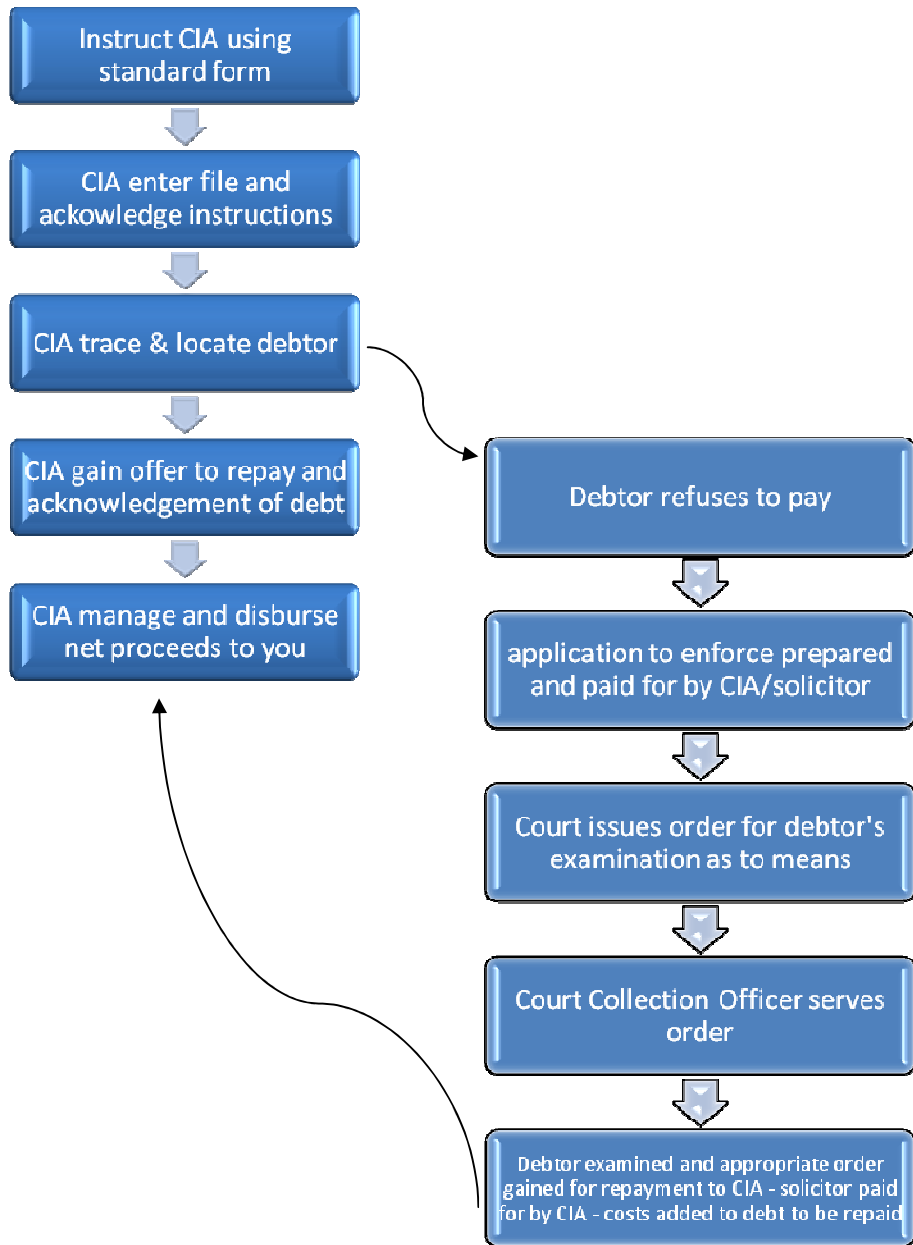 Instruct CIA using
standard form
CIA enter file and
ackowledge instructions
CIA trace & locate debtor
CIA gain offer to repay and
acknowledgement of debt
CIA manage and disburse
net proceeds to you
Debtor refuses to pay
application to enforce prepared
and paid for by CIA/solicitor
Court issues order for debtor's
examination as to means
Court Collection Officer serves
order
Debtor examined and appropriate order
gained for repayment to CIA - solicitor paid
for by CIA - costs added to debt to be repaid